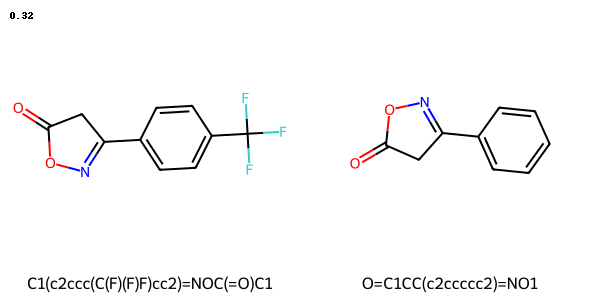 0.32
O
O
N
F
F
F
O
N
O
C1(c2ccc(C(F)(F)F)cc2)=NOC(=O)C1
O=C1CC(c2ccccc2)=NO1